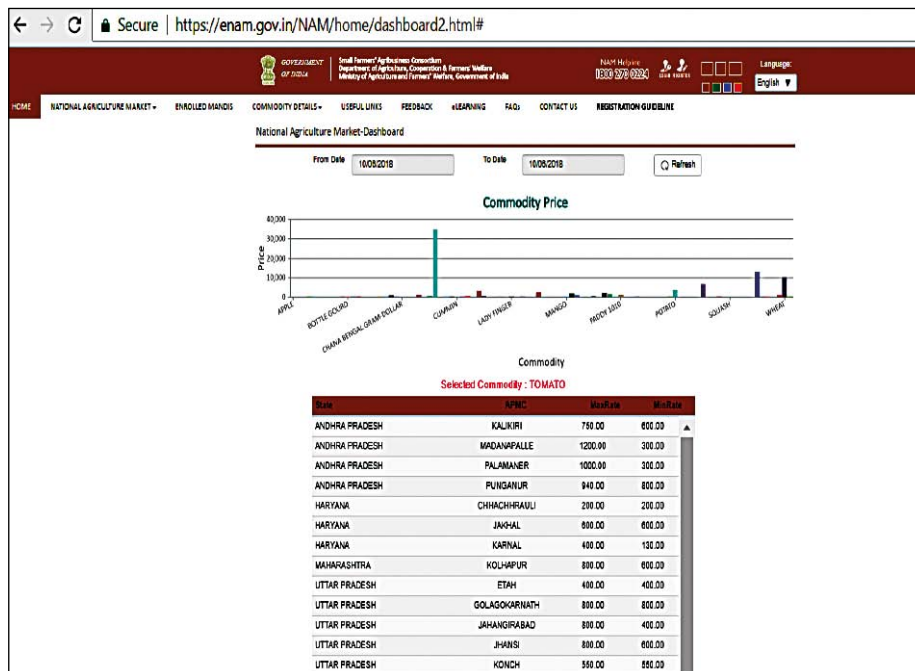 Secure | https://enam.gov.in/NAM/home/dashboard2.html#
GOVERNMENT OF INDIA
Small Farmers' Agribusiness Consortium
Department of Agriculture, Cooperation & Farmers' Welfare
Ministry of Agriculture and Farmers' Welfare, Government of India
NAM Helpline
1800 270 0224
LOGIN REGISTER
Language:
English
HOME NATIONAL AGRICULTURE MARKET ENROLLED MANDIS COMMODITY DETAILS USEFUL LINKS FEEDBACK eLEARNING FAQs CONTACT US REGISTRATION GUIDELINE
National Agriculture Market-Dashboard
From Date 10/06/2018 To Date 10/06/2018 Refresh
Commodity Price
Price
40,000
30,000
20,000
10,000
0
APPLE BOTTLE GOURD CHANA BENGAL GRAM-DOLLAR CUMMIN LADY FINGER MANGO PADDY 1010 POTATO SQUASH WHEAT
Commodity
Selected Commodity : TOMATO
State APMC MaxRate MinRate
ANDHRA PRADESH KALIKIRI 750.00 600.00
ANDHRA PRADESH MADANAPALLE 1200.00 300.00
ANDHRA PRADESH PALAMANER 1000.00 300.00
ANDHRA PRADESH PUNGANUR 940.00 800.00
HARYANA CHHACHHRAULI 200.00 200.00
HARYANA JAKHAL 600.00 600.00
HARYANA KARNAL 400.00 130.00
MAHARASHTRA KOLHAPUR 800.00 600.00
UTTAR PRADESH ETAH 400.00 400.00
UTTAR PRADESH GOLAGOKARNATH 800.00 800.00
UTTAR PRADESH JAHANGIRABAD 800.00 400.00
UTTAR PRADESH JHANSI 800.00 600.00
UTTAR PRADESH KONCH 550.00 550.00